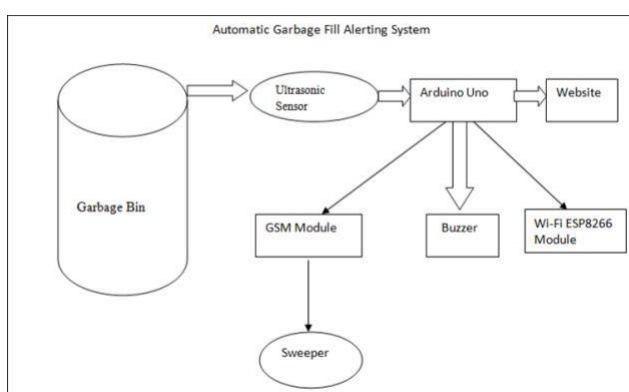 Automatic Garbage Fill Alerting System
Ultrasonic
Sensor
Arduino Uno
Website
Garbage Bin
GSM Module
Buzzer
Wi-Fi ESP8266
Module
Sweeper